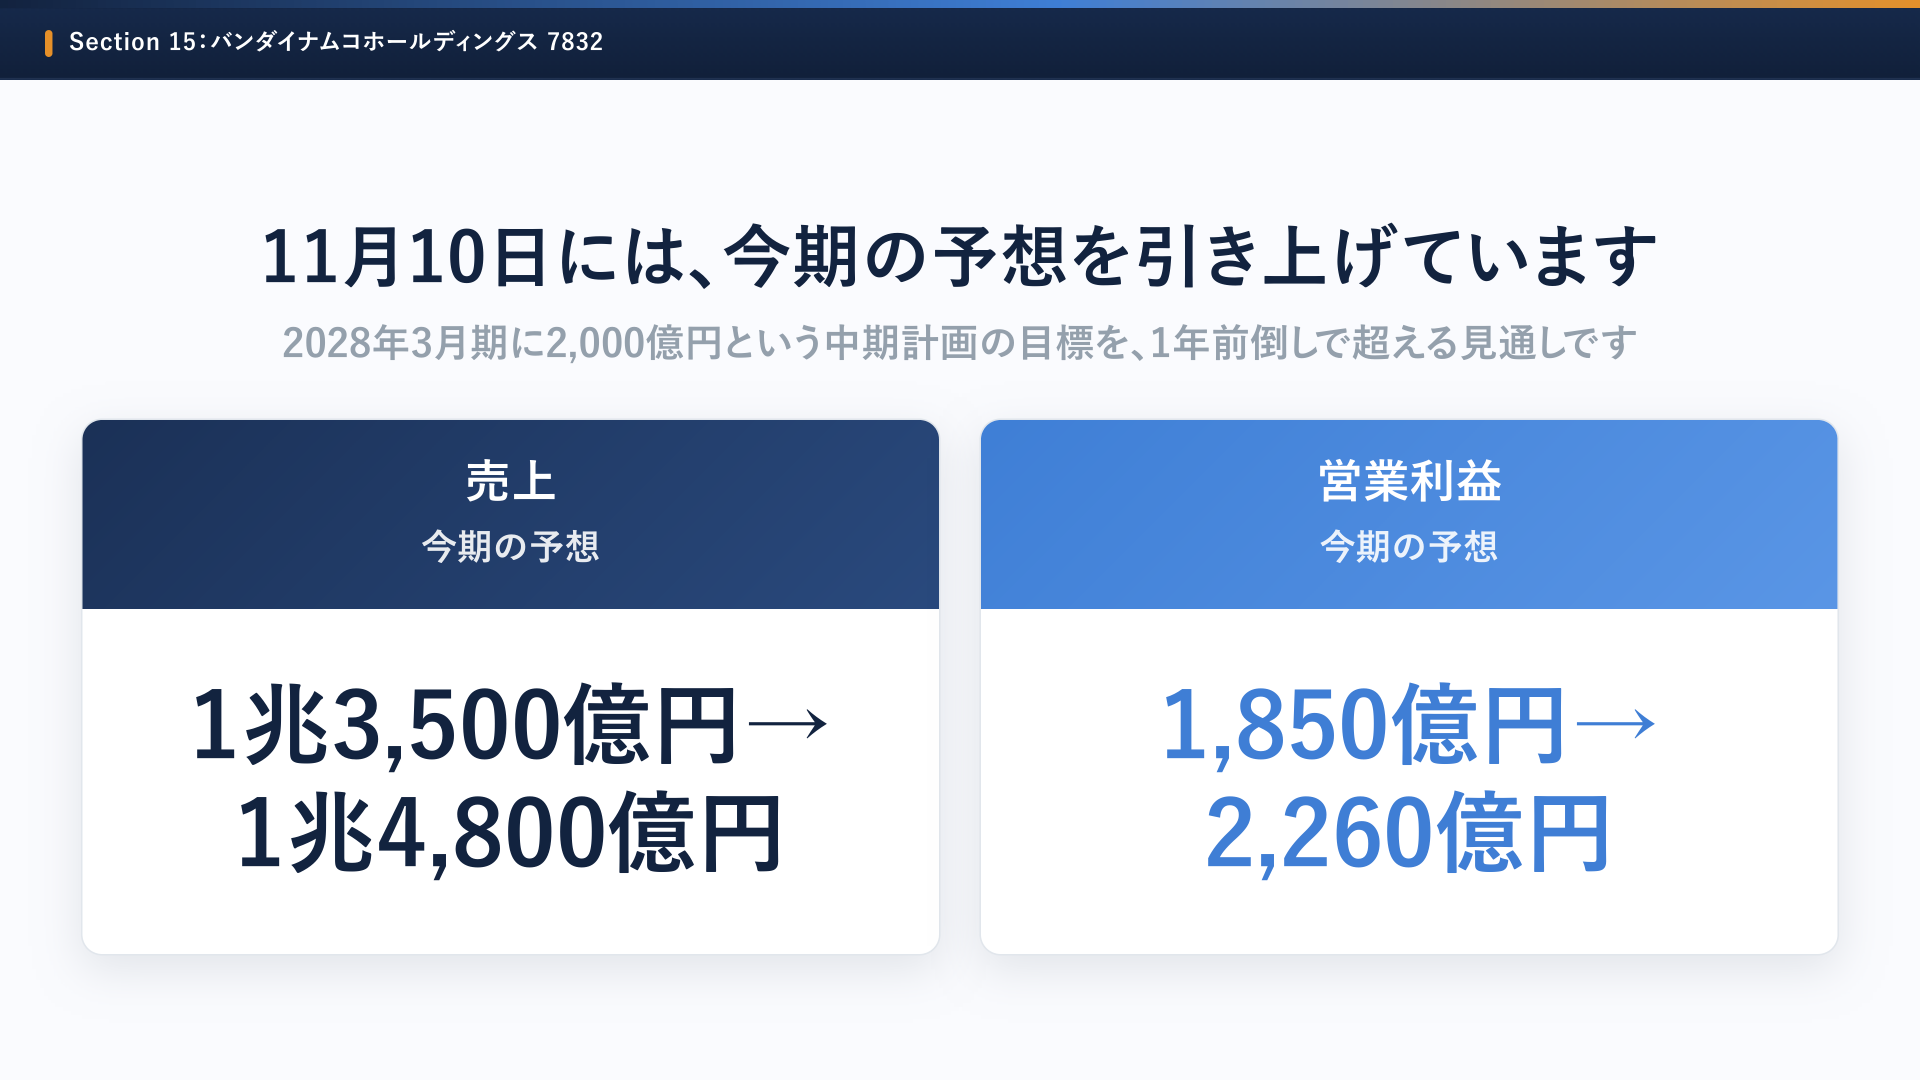 Section 15：バンダイナムコホールディングス 7832
11月10日には、今期の予想を引き上げています
2028年3月期に2,000億円という中期計画の目標を、1年前倒しで超える見通しです
売上
今期の予想
1兆3,500億円→
1兆4,800億円
営業利益
今期の予想
1,850億円→
2,260億円